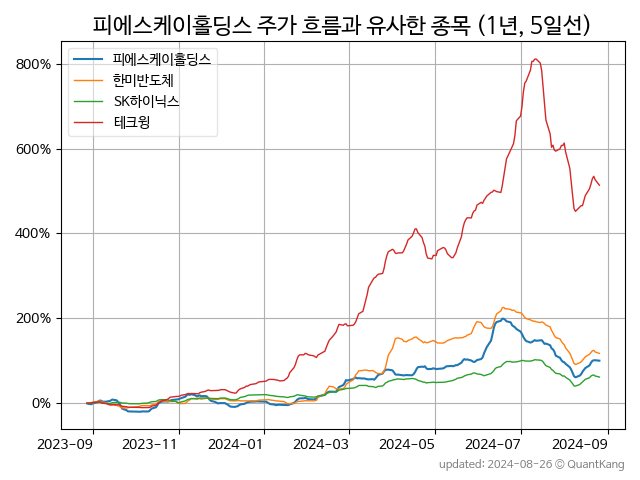 피에스케이홀딩스 주가 흐름과 유사한 종목 (1년, 5일선)
피에스케이홀딩스
한미반도체
SK하이닉스
테크윙
800%
600%
400%
200%
0%
2023-09 2023-11 2024-01 2024-03 2024-05 2024-07 2024-09
updated: 2024-08-26 © QuantKang